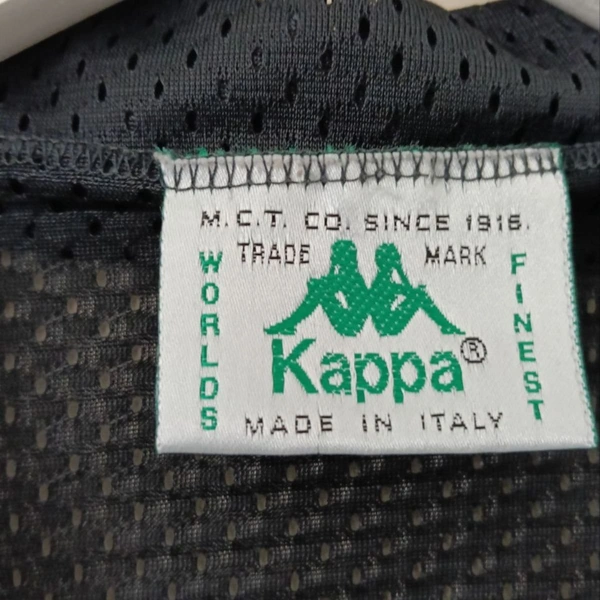 M.C.T. CO. SINCE 1916.
TRADE MARK
WORLDS
FINEST
Kappa®
MADE IN ITALY